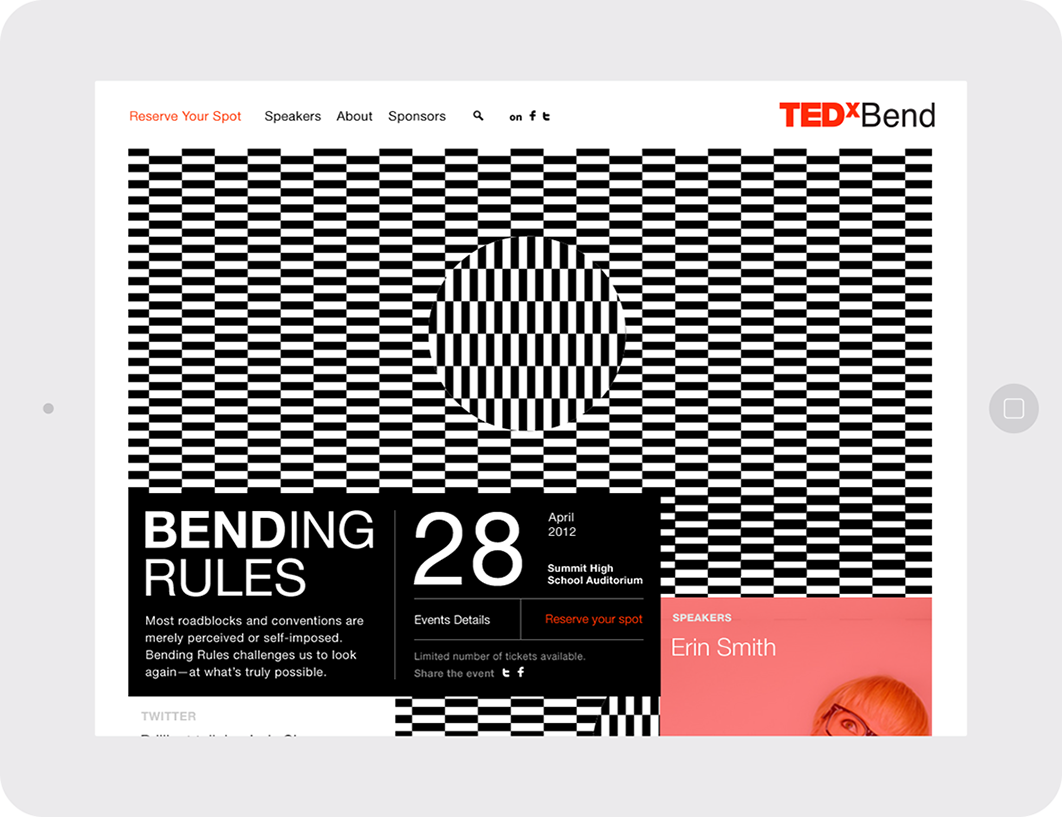 Reserve Your Spot Speakers About Sponsors on f t
TEDxBend
BENDING
RULES
Most roadblocks and conventions are
merely perceived or self-imposed.
Bending Rules challenges us to look
again—at what's truly possible.
28
April
2012
Summit High
School Auditorium
Events Details
Reserve your spot
Limited number of tickets available.
Share the event t f
SPEAKERS
Erin Smith
TWITTER